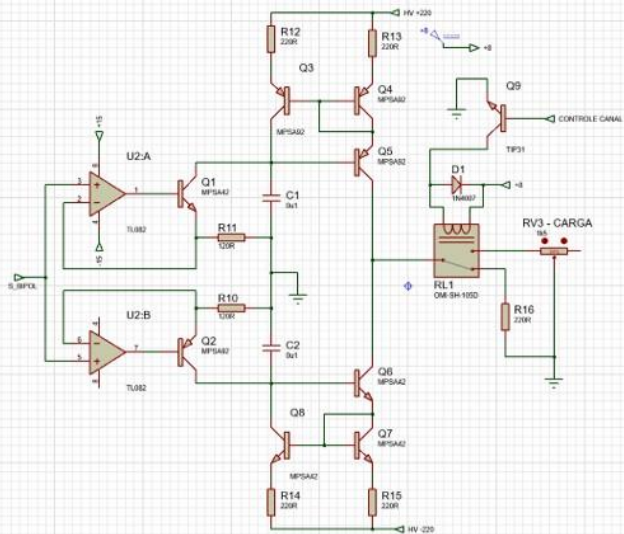 HV +220
R12
220R
R13
220R
+8
+8
Q3
MPSA92
Q4
MPSA92
Q9
TIP31
CONTROLE CANAL
+15
U2:A
8
3
2
1
4
TL082
-15
Q1
MPSA42
Q5
MPSA92
C1
0u1
D1
1N4007
+8
R11
120R
RV3 - CARGA
1k5
S_BIPOL
RL1
OMI-SH-105D
R10
120R
R16
220R
U2:B
4
6
5
7
8
TL082
Q2
MPSA92
C2
0u1
Q6
MPSA42
Q8
MPSA42
Q7
MPSA42
R14
220R
R15
220R
HV -220